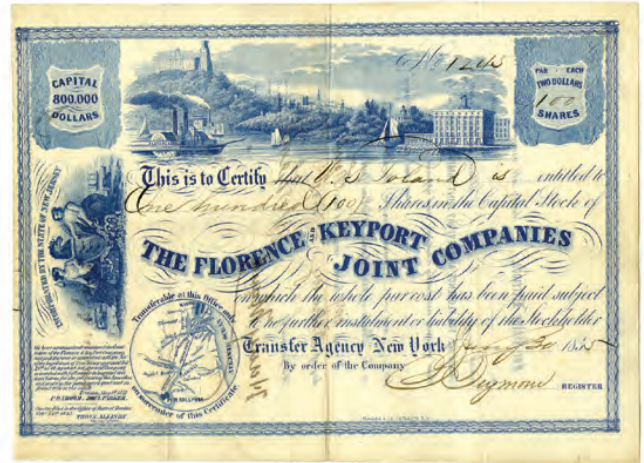 No 1243
CAPITAL
800.000
DOLLARS
PAR EACH
TWO DOLLARS
100
SHARES
This is to Certify that W. S. Toland is entitled to
One hundred (100) Shares in the Capital Stock of
THE FLORENCE AND KEYPORT
JOINT COMPANIES
on which the whole par cost has been paid subject
to no further instalment or liability of the Stockholder
Transfer Agency New York
By order of the Company
REGISTER
INCORPORATED BY THE STATE OF NEW JERSEY
Transferable at this Office only
on surrender of this Certificate